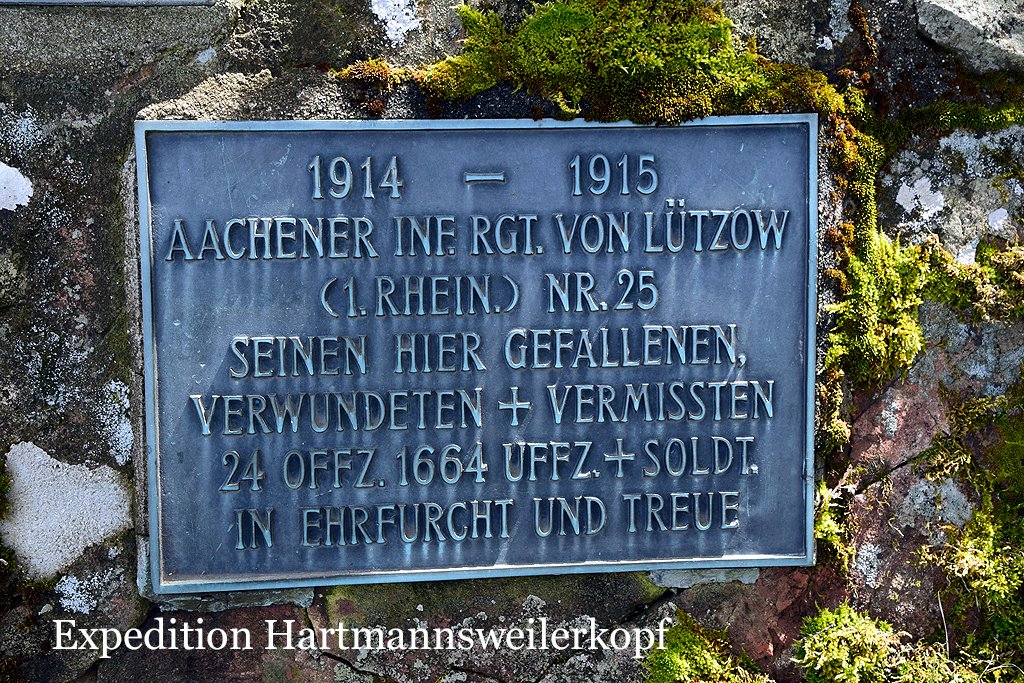 1914 – 1915
AACHENER INF. RGT. VON LÜTZOW
(1. RHEIN.) NR. 25
SEINEN HIER GEFALLENEN,
VERWUNDETEN + VERMISSTEN
24 OFFZ. 1664 UFFZ. + SOLDT.
IN EHRFURCHT UND TREUE
Expedition Hartmannsweilerkopf